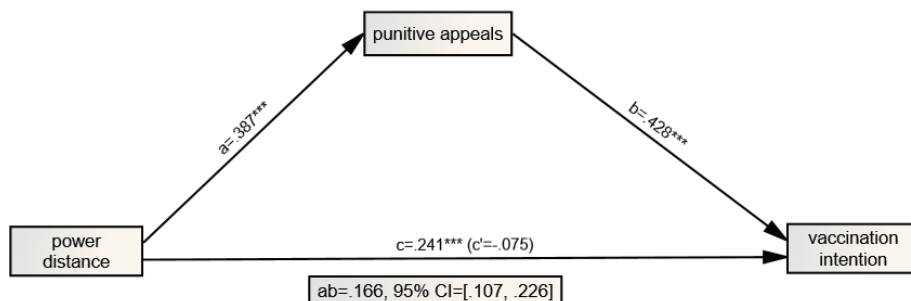 punitive appeals
a=.387***
b=.428***
power
distance
c=.241*** (c'=-.075)
vaccination
intention
ab=.166, 95% CI=[.107, .226]